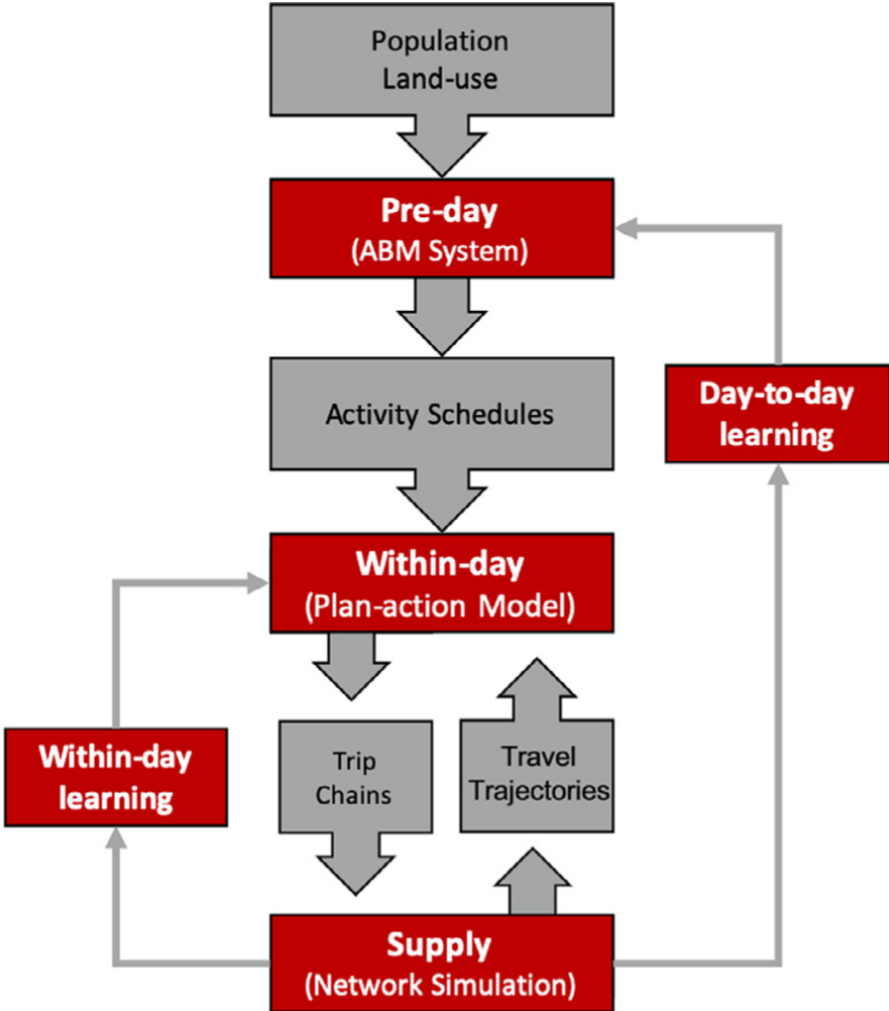 Population
Land-use
Pre-day
(ABM System)
Activity Schedules
Day-to-day
learning
Within-day
(Plan-action Model)
Within-day
learning
Trip
Chains
Travel
Trajectories
Supply
(Network Simulation)